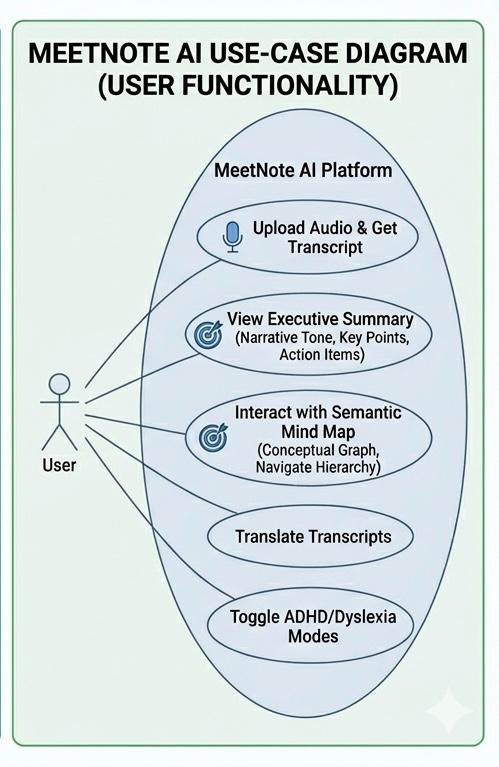 MEETNOTE AI USE-CASE DIAGRAM
(USER FUNCTIONALITY)
MeetNote AI Platform
Upload Audio & Get
Transcript
View Executive Summary
(Narrative Tone, Key Points,
Action Items)
Interact with Semantic
Mind Map
(Conceptual Graph,
Navigate Hierarchy)
User
Translate Transcripts
Toggle ADHD/Dyslexia
Modes